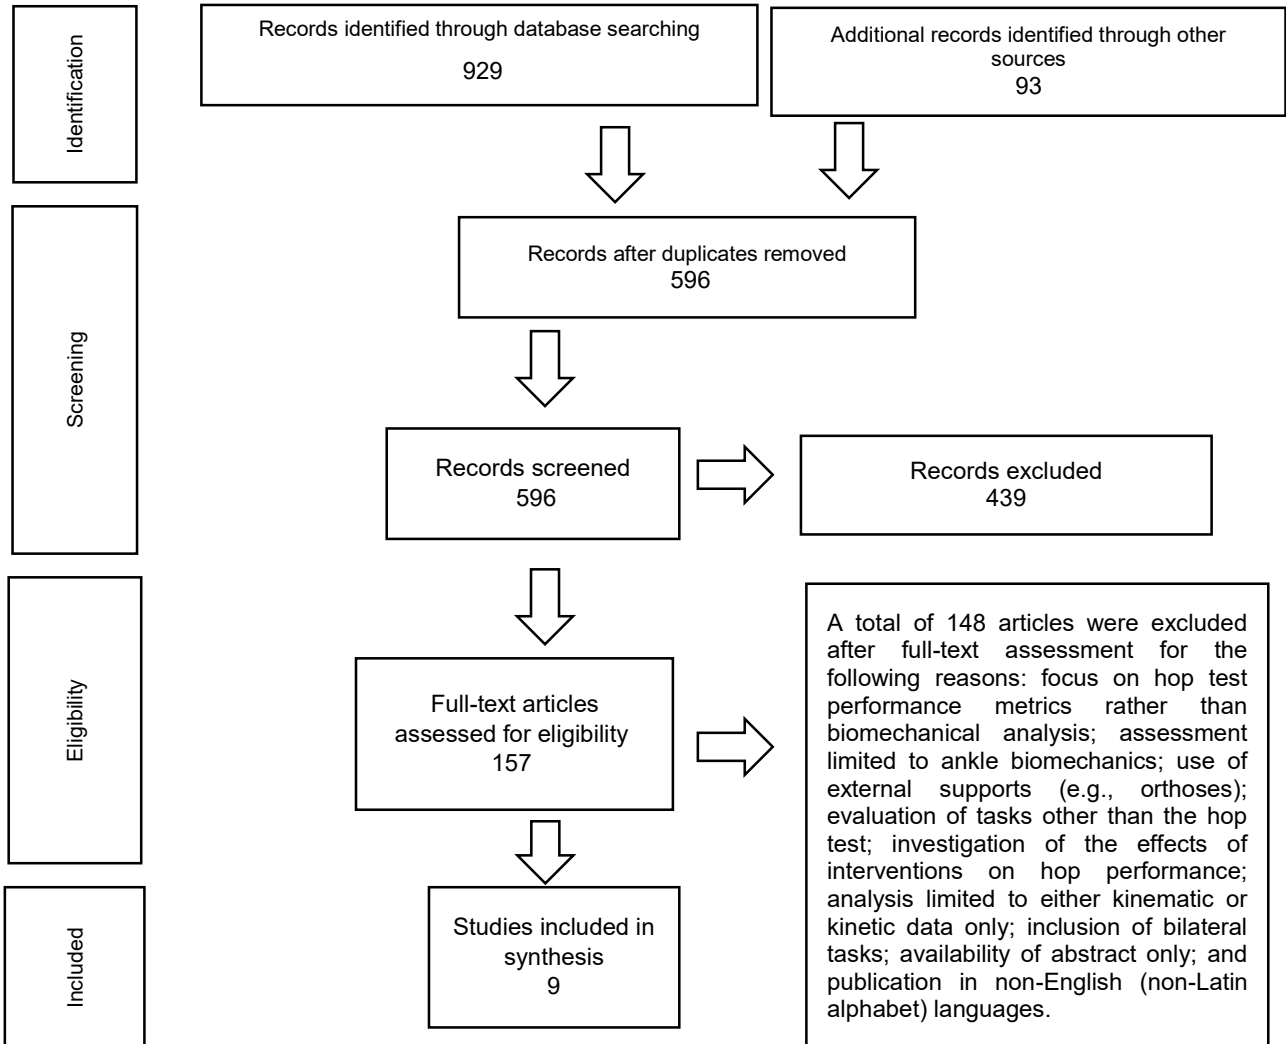 Identification
Records identified through database searching
929
Additional records identified through other
sources
93
Screening
Records after duplicates removed
596
Records screened
596
Records excluded
439
Eligibility
Full-text articles
assessed for eligibility
157
A total of 148 articles were excluded
after full-text assessment for the
following reasons: focus on hop test
performance metrics rather than
biomechanical analysis; assessment
limited to ankle biomechanics; use of
external supports (e.g., orthoses);
evaluation of tasks other than the hop
test; investigation of the effects of
interventions on hop performance;
analysis limited to either kinematic or
kinetic data only; inclusion of bilateral
tasks; availability of abstract only; and
publication in non-English (non-Latin
alphabet) languages.
Included
Studies included in
synthesis
9